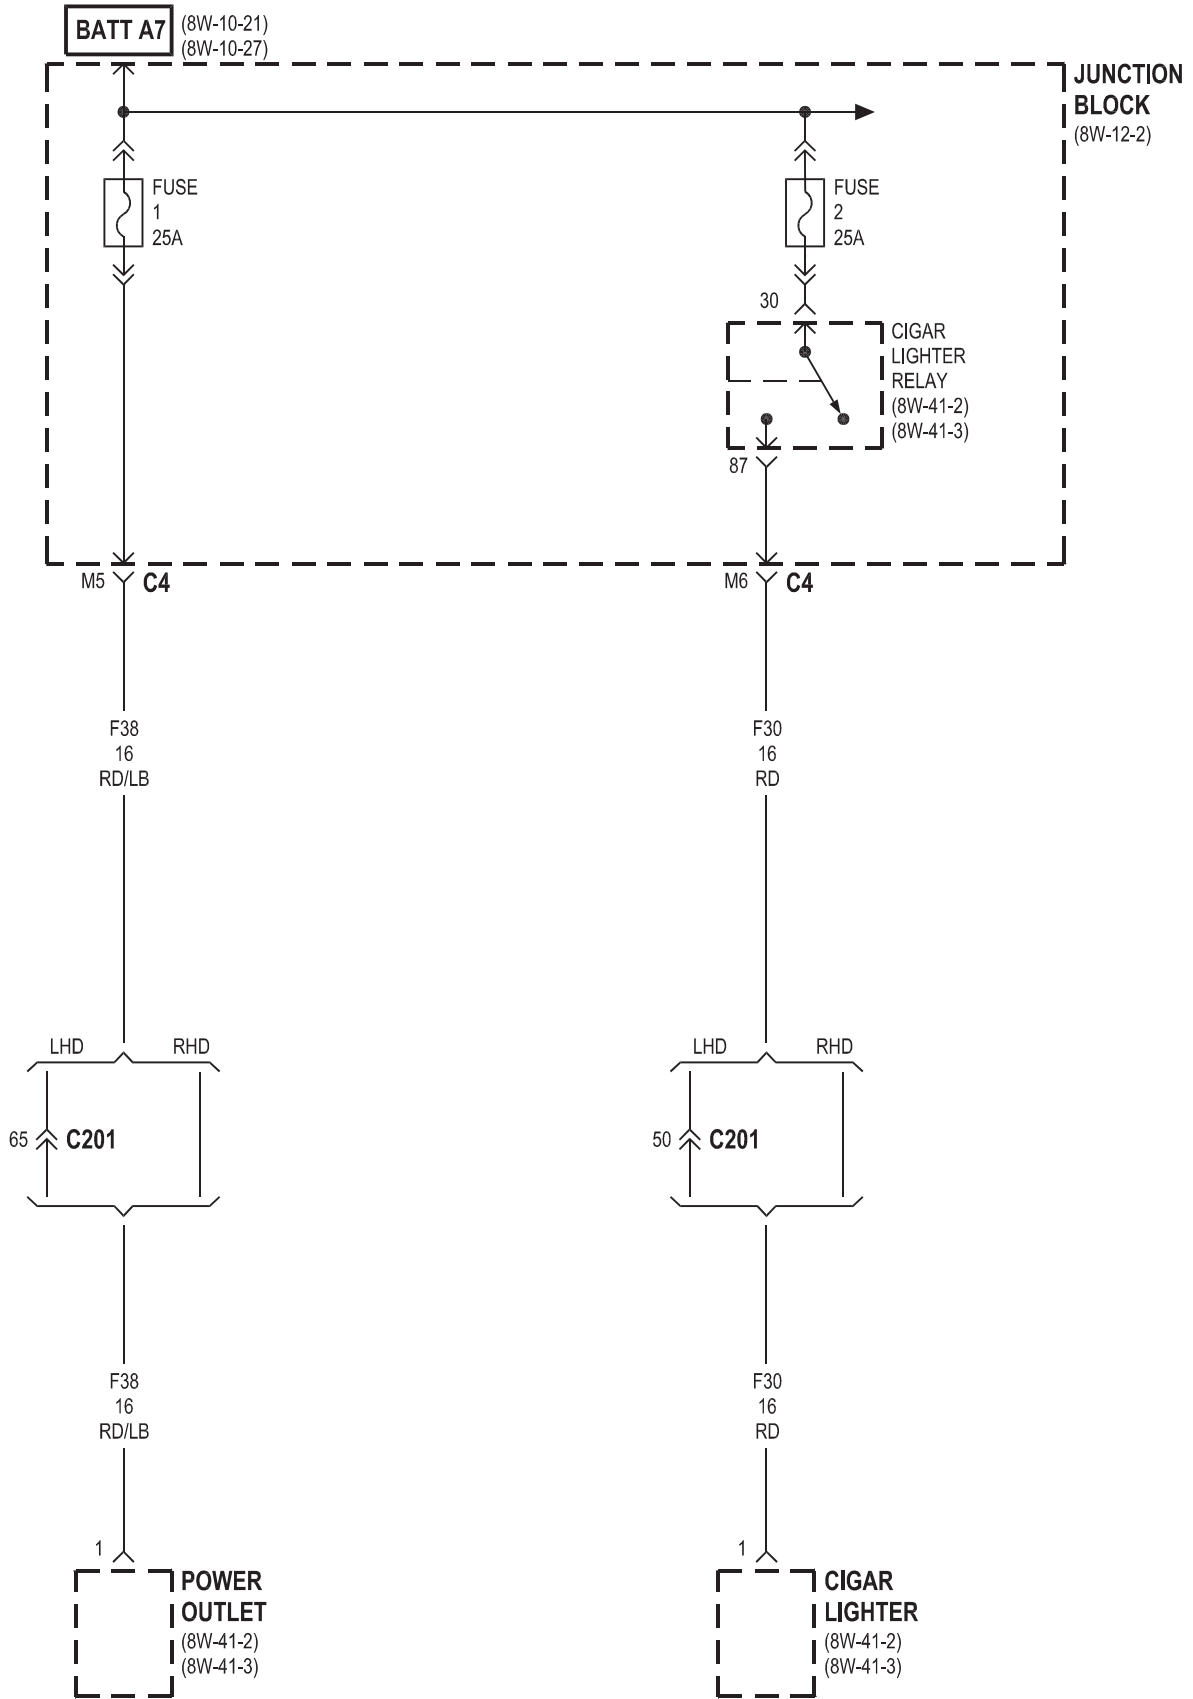 BATT A7
(8W-10-21)
(8W-10-27)
JUNCTION
BLOCK
(8W-12-2)
FUSE
1
25A
FUSE
2
25A
30
CIGAR
LIGHTER
RELAY
(8W-41-2)
(8W-41-3)
87
M5
C4
M6
C4
F38
16
RD/LB
F30
16
RD
LHD
RHD
LHD
RHD
65
C201
50
C201
F38
16
RD/LB
F30
16
RD
1
1
POWER
OUTLET
(8W-41-2)
(8W-41-3)
CIGAR
LIGHTER
(8W-41-2)
(8W-41-3)